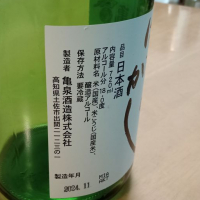 品目 日本酒
内容量 720ml
アルコール分 18.0度
原材料名 米(国産)、米こうじ(国産米)、
醸造アルコール
保存方法 要冷蔵
製造者 亀泉酒造株式会社
高知県土佐市出間二一二三の一
製造年月
2024.11